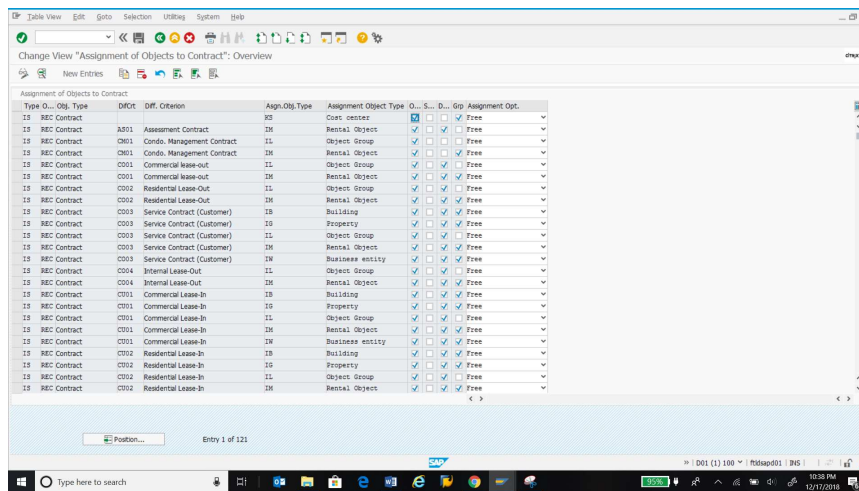 Table View Edit Goto Selection Utilities System Help
Change View "Assignment of Objects to Contract": Overview
New Entries
Assignment of Objects to Contract
Type O... Obj. Type DifCrt Diff. Criterion Asgn.Obj.Type Assignment Object Type O... S... D... Grp Assignment Opt.
IS REC Contract KS Cost center Free
IS REC Contract AS01 Assessment Contract IM Rental Object Free
IS REC Contract CM01 Condo. Management Contract IL Object Group Free
IS REC Contract CM01 Condo. Management Contract IM Rental Object Free
IS REC Contract C001 Commercial lease-out IL Object Group Free
IS REC Contract C001 Commercial lease-out IM Rental Object Free
IS REC Contract C002 Residential Lease-Out IL Object Group Free
IS REC Contract C002 Residential Lease-Out IM Rental Object Free
IS REC Contract C003 Service Contract (Customer) IB Building Free
IS REC Contract C003 Service Contract (Customer) IG Property Free
IS REC Contract C003 Service Contract (Customer) IL Object Group Free
IS REC Contract C003 Service Contract (Customer) IM Rental Object Free
IS REC Contract C003 Service Contract (Customer) IW Business entity Free
IS REC Contract C004 Internal Lease-Out IL Object Group Free
IS REC Contract C004 Internal Lease-Out IM Rental Object Free
IS REC Contract CU01 Commercial Lease-In IB Building Free
IS REC Contract CU01 Commercial Lease-In IG Property Free
IS REC Contract CU01 Commercial Lease-In IL Object Group Free
IS REC Contract CU01 Commercial Lease-In IM Rental Object Free
IS REC Contract CU01 Commercial Lease-In IW Business entity Free
IS REC Contract CU02 Residential Lease-In IB Building Free
IS REC Contract CU02 Residential Lease-In IG Property Free
IS REC Contract CU02 Residential Lease-In IL Object Group Free
IS REC Contract CU02 Residential Lease-In IM Rental Object Free
Position... Entry 1 of 121
SAP
D01 (1) 100 ftldsapd01 INS
Type here to search 95% 10:38 PM
12/17/2018